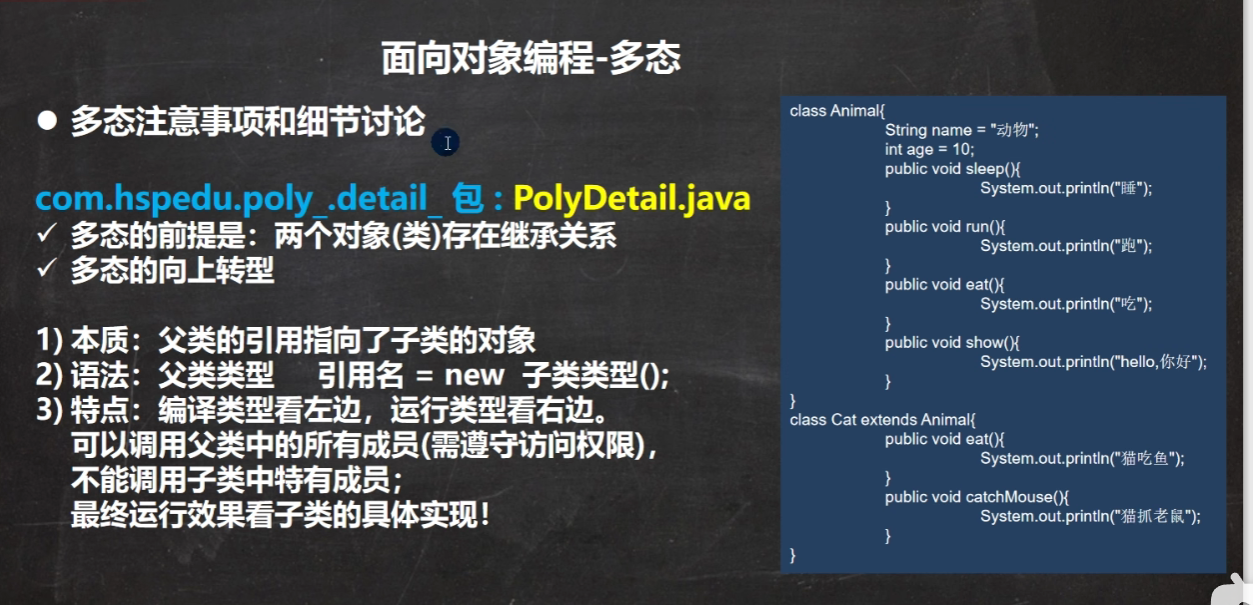 面向对象编程-多态
● 多态注意事项和细节讨论
com.hspedu.poly_.detail_ 包 : PolyDetail.java
✓ 多态的前提是：两个对象(类)存在继承关系
✓ 多态的向上转型
1) 本质：父类的引用指向了子类的对象
2) 语法：父类类型 引用名 = new 子类类型();
3) 特点：编译类型看左边，运行类型看右边。
可以调用父类中的所有成员(需遵守访问权限)，
不能调用子类中特有成员；
最终运行效果看子类的具体实现！
class Animal{
String name = "动物";
int age = 10;
public void sleep(){
System.out.println("睡");
}
public void run(){
System.out.println("跑");
}
public void eat(){
System.out.println("吃");
}
public void show(){
System.out.println("hello,你好");
}
}
class Cat extends Animal{
public void eat(){
System.out.println("猫吃鱼");
}
public void catchMouse(){
System.out.println("猫抓老鼠");
}
}